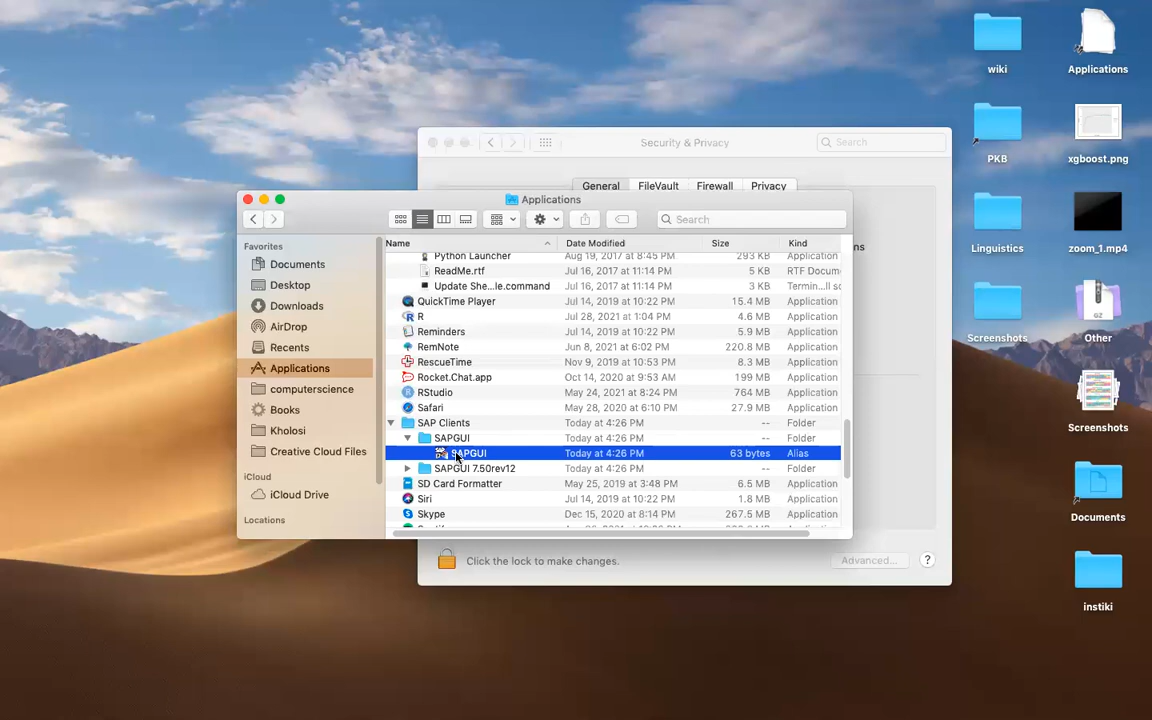 wiki
Applications
PKB
xgboost.png
Linguistics
zoom_1.mp4
Screenshots
Other
Screenshots
Documents
instiki
Security & Privacy
Search
General FileVault Firewall Privacy
Click the lock to make changes.
Advanced...
?
Applications
Search
Favorites
Documents
Desktop
Downloads
AirDrop
Recents
Applications
computerscience
Books
Kholosi
Creative Cloud Files
iCloud
iCloud Drive
Locations
Name Date Modified Size Kind
Python Launcher Aug 19, 2017 at 8:45 PM 293 KB Application
ReadMe.rtf Jul 16, 2017 at 11:14 PM 5 KB RTF Docum
Update She...le.command Jul 16, 2017 at 11:14 PM 3 KB Termin...ll sc
QuickTime Player Jul 14, 2019 at 10:22 PM 15.4 MB Application
R Jul 28, 2021 at 1:04 PM 4.6 MB Application
Reminders Jul 14, 2019 at 10:22 PM 5.9 MB Application
RemNote Jun 8, 2021 at 6:02 PM 220.8 MB Application
RescueTime Nov 9, 2019 at 10:53 PM 8.3 MB Application
Rocket.Chat.app Oct 14, 2020 at 9:53 AM 199 MB Application
RStudio May 24, 2021 at 8:24 PM 764 MB Application
Safari May 28, 2020 at 6:10 PM 27.9 MB Application
SAP Clients Today at 4:26 PM -- Folder
SAPGUI Today at 4:26 PM -- Folder
SAPGUI Today at 4:26 PM 63 bytes Alias
SAPGUI 7.50rev12 Today at 4:26 PM -- Folder
SD Card Formatter May 25, 2019 at 3:48 PM 6.5 MB Application
Siri Jul 14, 2019 at 10:22 PM 1.8 MB Application
Skype Dec 15, 2020 at 8:14 PM 267.5 MB Application